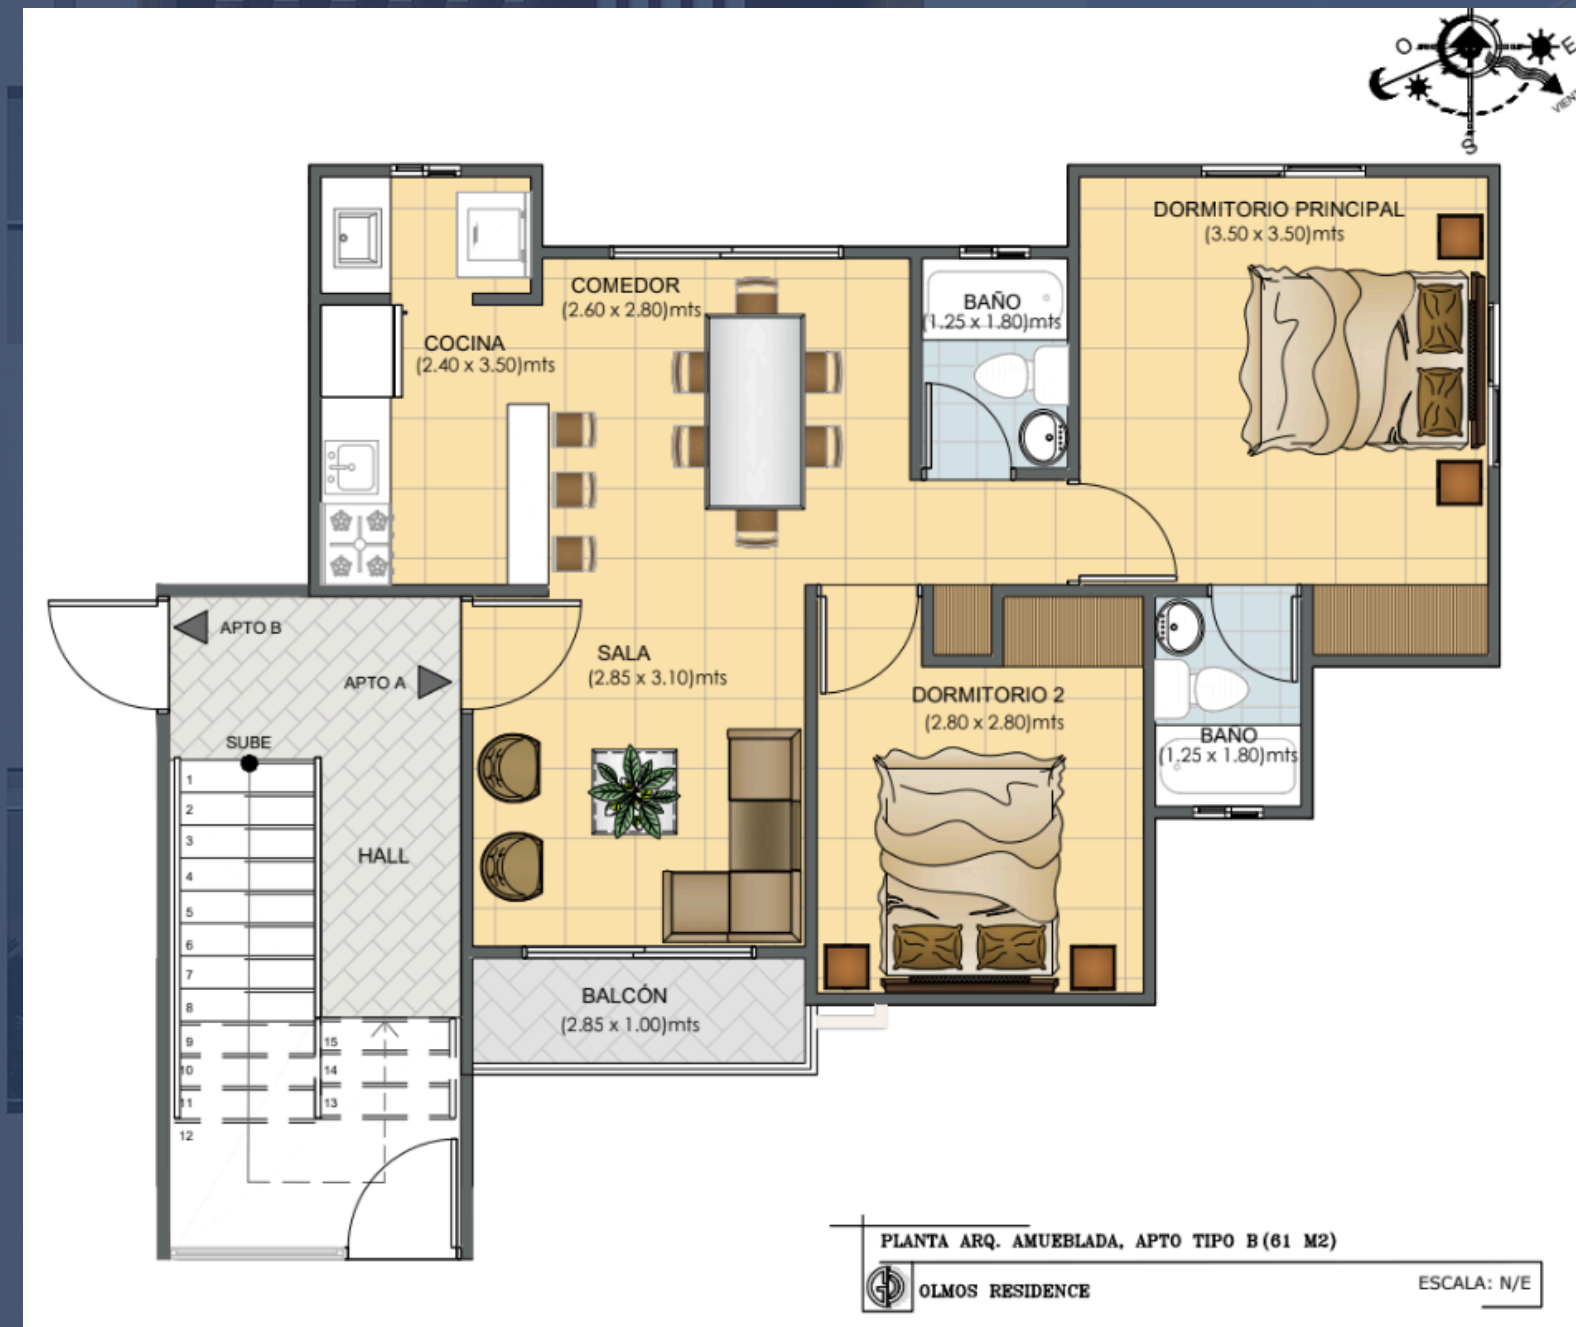 O
E
S
DORMITORIO PRINCIPAL
(3.50 x 3.50)mts
COMEDOR
(2.60 x 2.80)mts
BAÑO
(1.25 x 1.80)mts
COCINA
(2.40 x 3.50)mts
APTO B
SALA
(2.85 x 3.10)mts
APTO A
DORMITORIO 2
(2.80 x 2.80)mts
BAÑO
(1.25 x 1.80)mts
SUBE
1
2
3
4
5
6
7
8
9
10
11
12
HALL
15
14
13
BALCÓN
(2.85 x 1.00)mts
PLANTA ARQ. AMUEBLADA, APTO TIPO B (61 M2)
OLMOS RESIDENCE
ESCALA: N/E